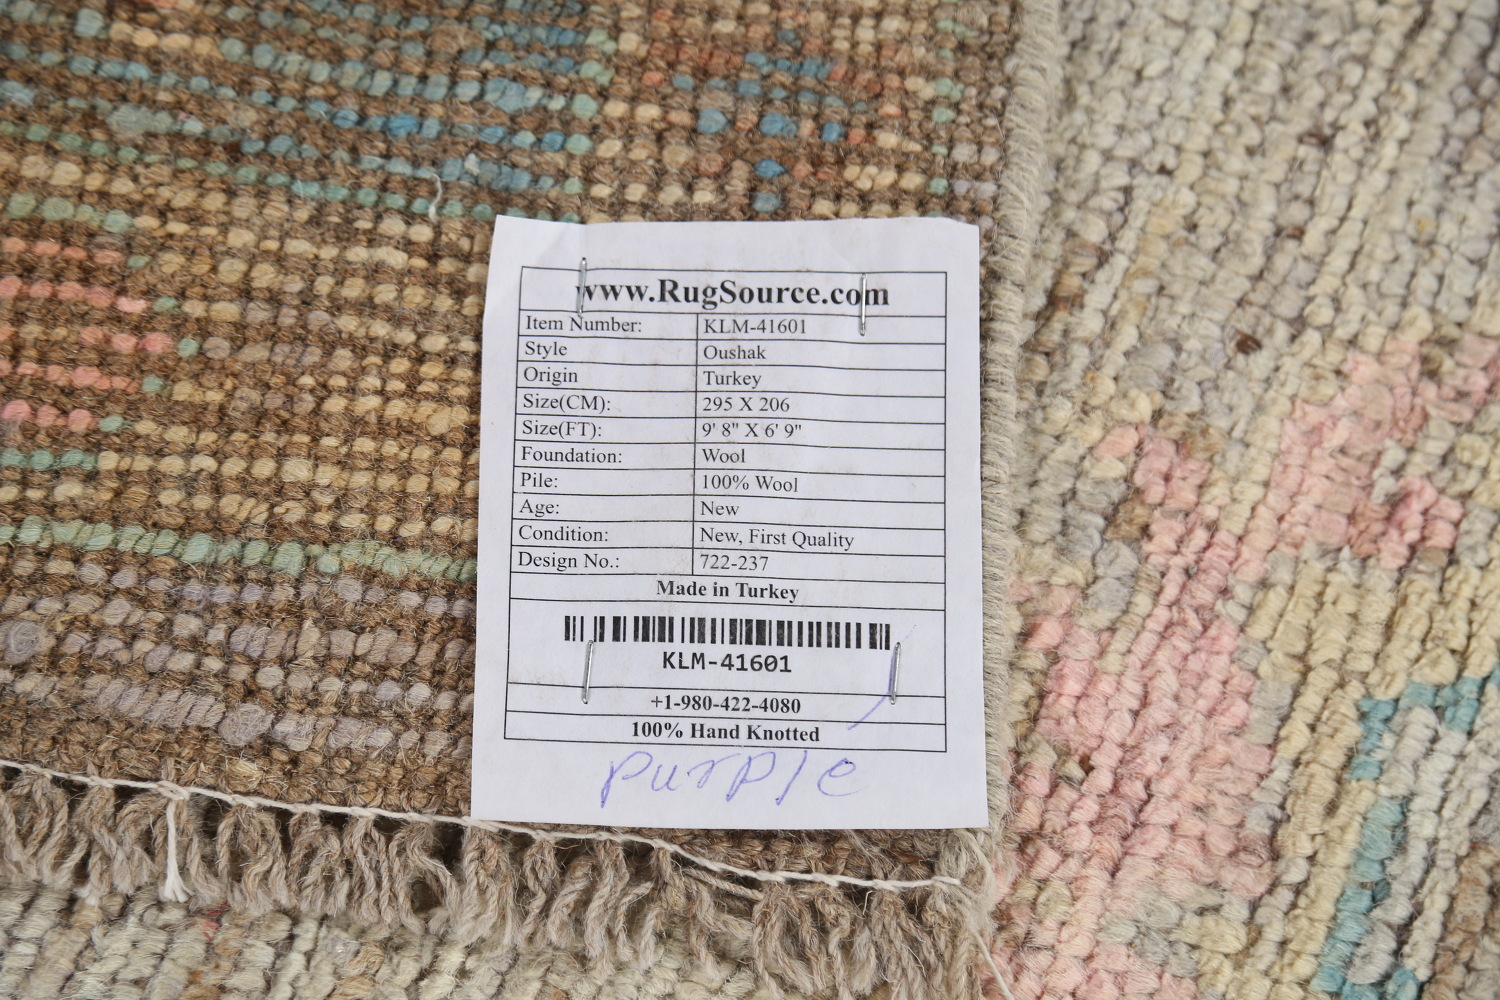 www.RugSource.com
Item Number: KLM-41601
Style Oushak
Origin Turkey
Size(CM): 295 X 206
Size(FT): 9' 8" X 6' 9"
Foundation: Wool
Pile: 100% Wool
Age: New
Condition: New, First Quality
Design No.: 722-237
Made in Turkey
KLM-41601
+1-980-422-4080
100% Hand Knotted
purple